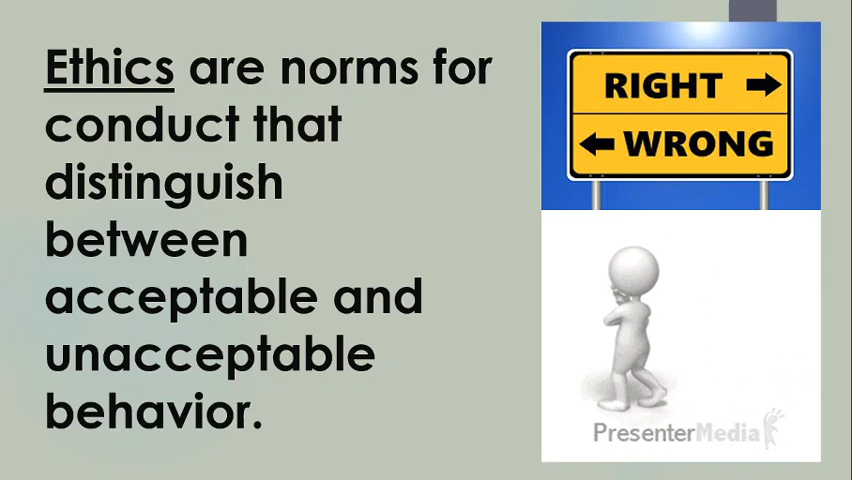 Ethics are norms for
conduct that
distinguish
between
acceptable and
unacceptable
behavior.
RIGHT
WRONG
PresenterMedia